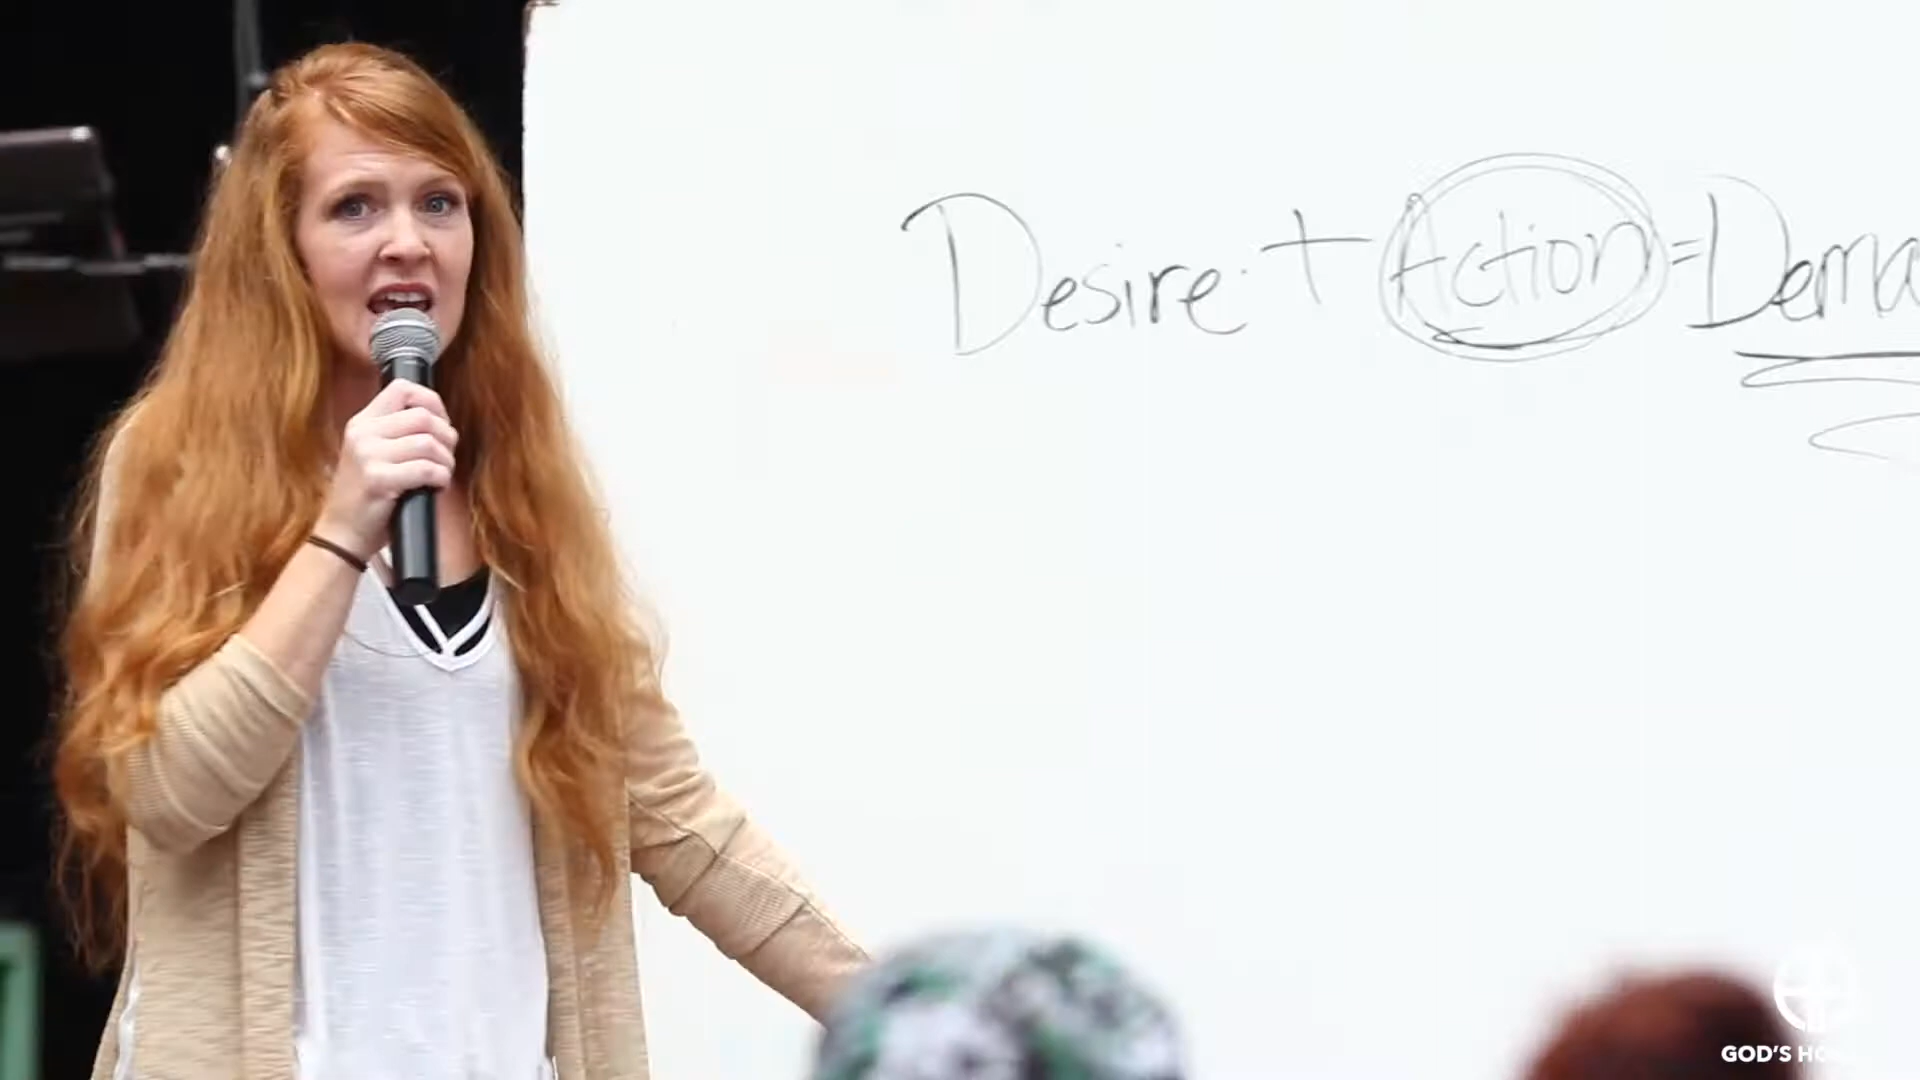 Desire + Action = Dema
GOD'S HO